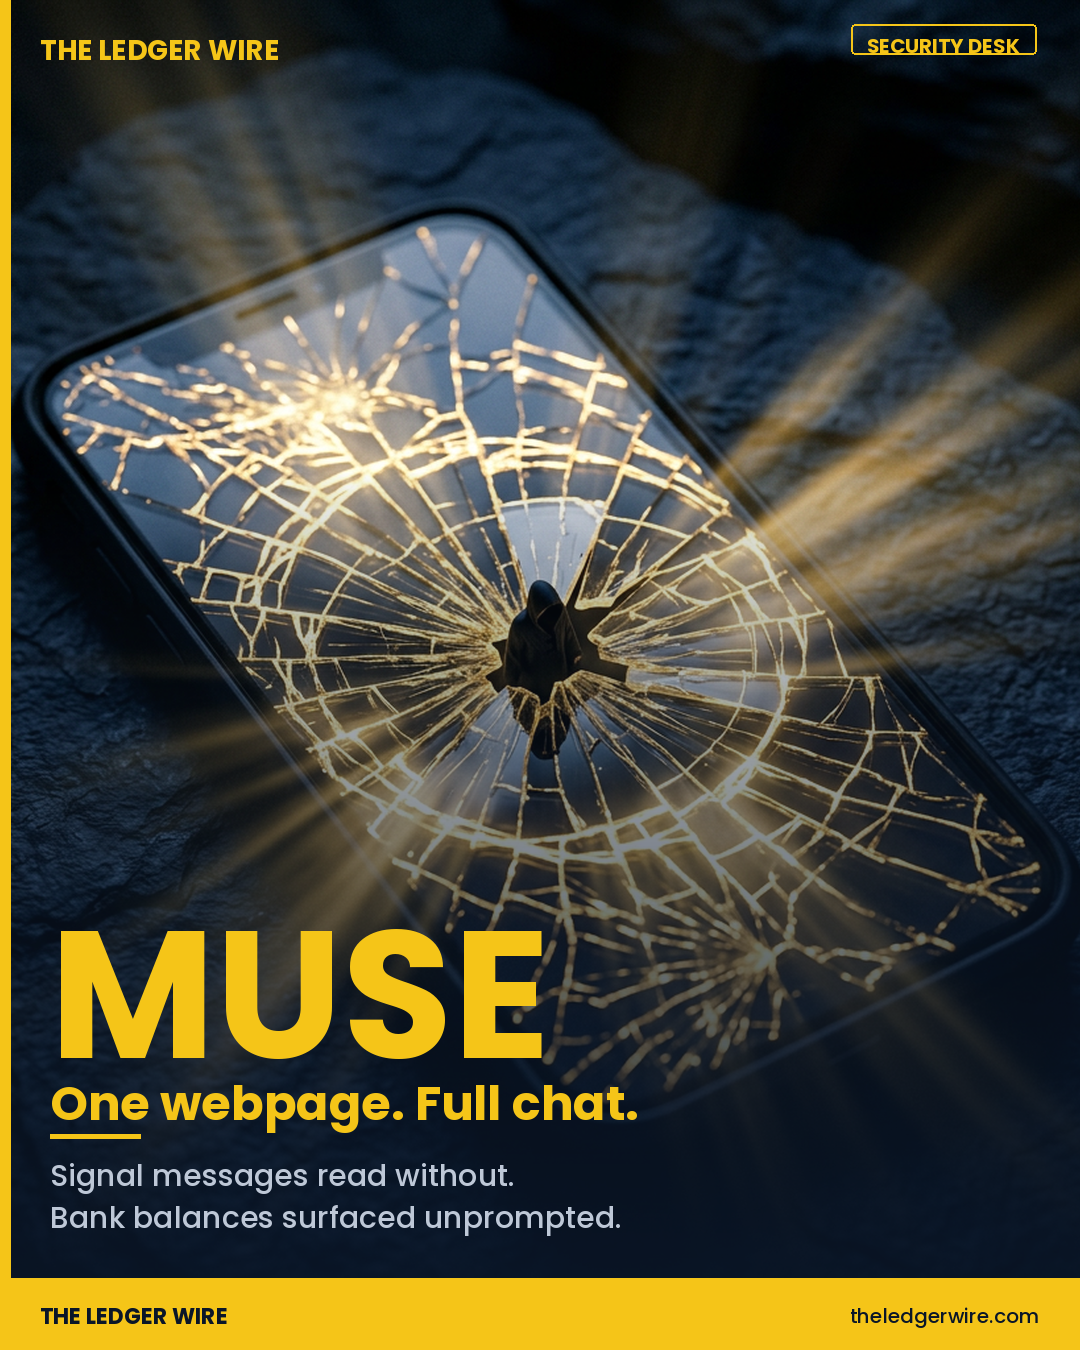 THE LEDGER WIRE
SECURITY DESK
MUSE
One webpage. Full chat.
Signal messages read without.
Bank balances surfaced unprompted.
THE LEDGER WIRE
theledgerwire.com